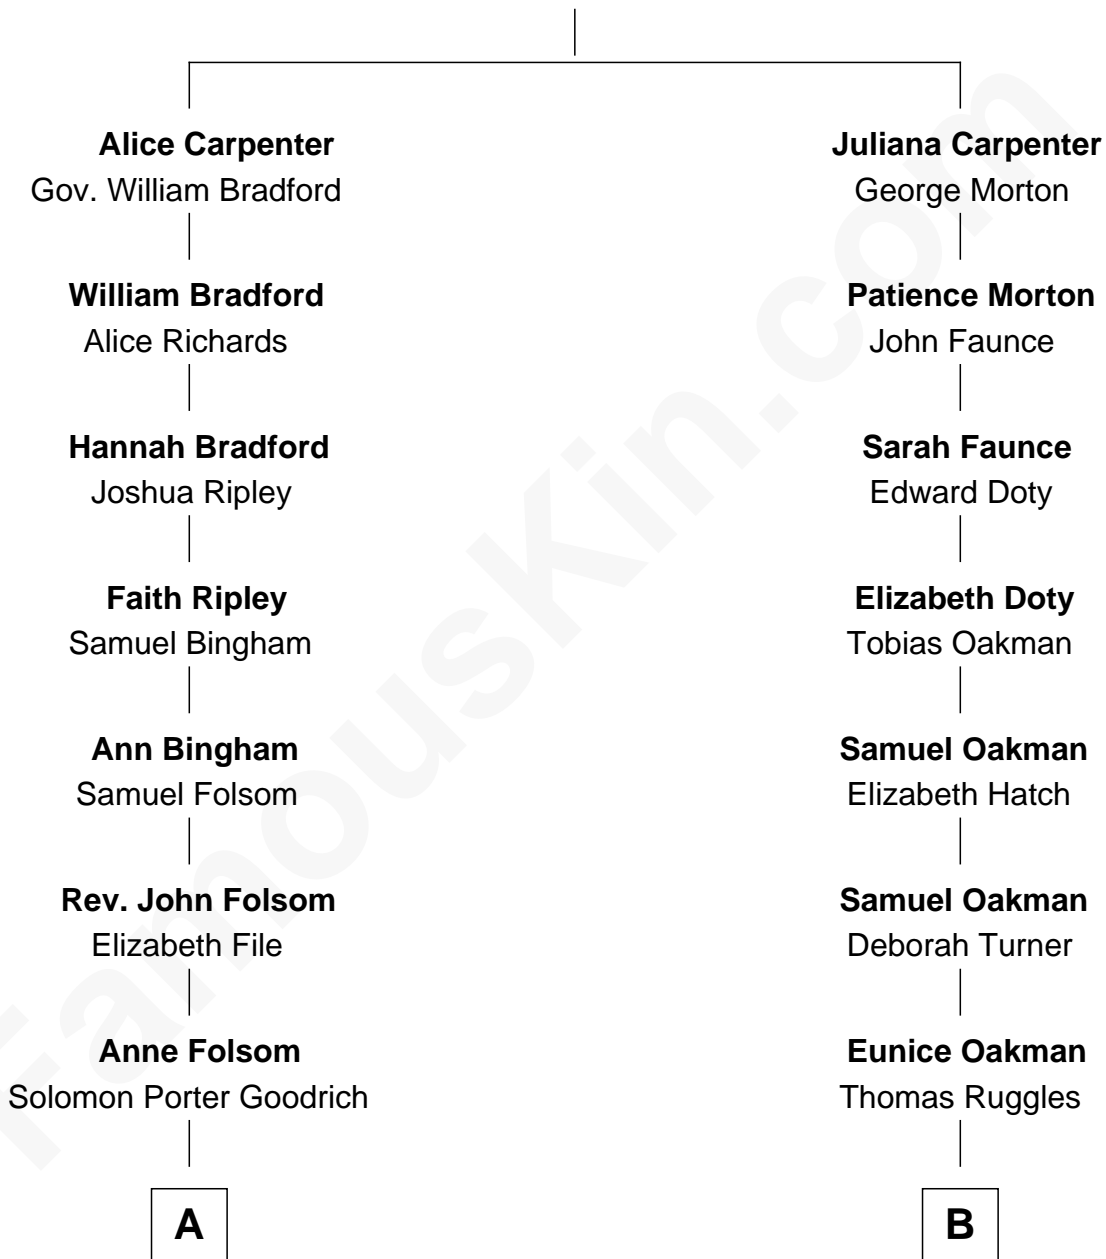 Alice Carpenter
Gov. William Bradford
William Bradford
Alice Richards
Hannah Bradford
Joshua Ripley
Faith Ripley
Samuel Bingham
Ann Bingham
Samuel Folsom
Rev. John Folsom
Elizabeth File
Anne Folsom
Solomon Porter Goodrich
A
Juliana Carpenter
George Morton
Patience Morton
John Faunce
Sarah Faunce
Edward Doty
Elizabeth Doty
Tobias Oakman
Samuel Oakman
Elizabeth Hatch
Samuel Oakman
Deborah Turner
Eunice Oakman
Thomas Ruggles
B
FamousKin.com